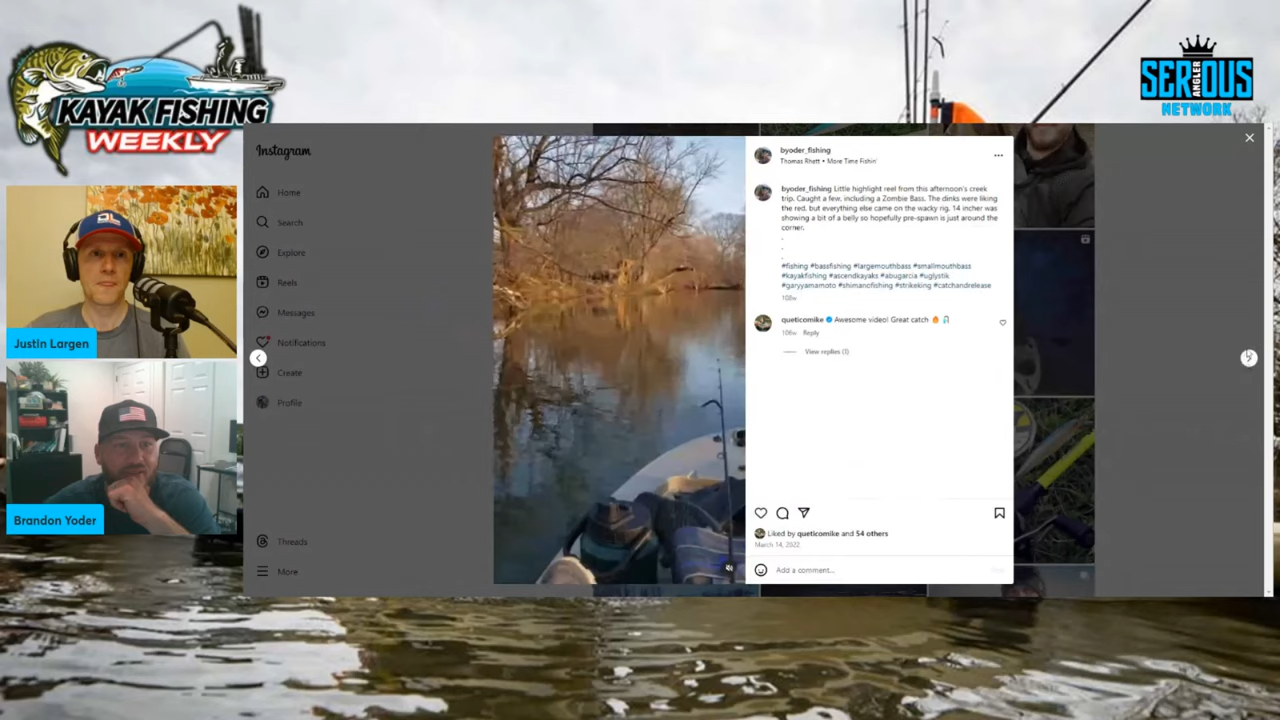 KAYAK FISHING
WEEKLY
SERIOUS
ANGLER
NETWORK
Instagram
Home
Search
Explore
Reels
Messages
Notifications
Create
Profile
Threads
More
byoder_fishing
Thomas Rhett • More Time Fishin'
byoder_fishing Little highlight reel from this afternoon's creek
trip. Caught a few, including a Zombie Bass. The dinks were liking
the red, but everything else came on the wacky rig. 14 incher was
showing a bit of a belly so hopefully pre-spawn is just around the
corner.
.
.
.
#fishing #bassfishing #largemouthbass #smallmouthbass
#kayakfishing #ascendkayaks #abugarcia #uglystik
#garyyamamoto #shimanofishing #strikeking #catchandrelease
108w
queticomike Awesome video! Great catch
106w Reply
View replies (1)
Liked by queticomike and 54 others
March 14, 2022
Add a comment...
DL
Justin Largen
Brandon Yoder